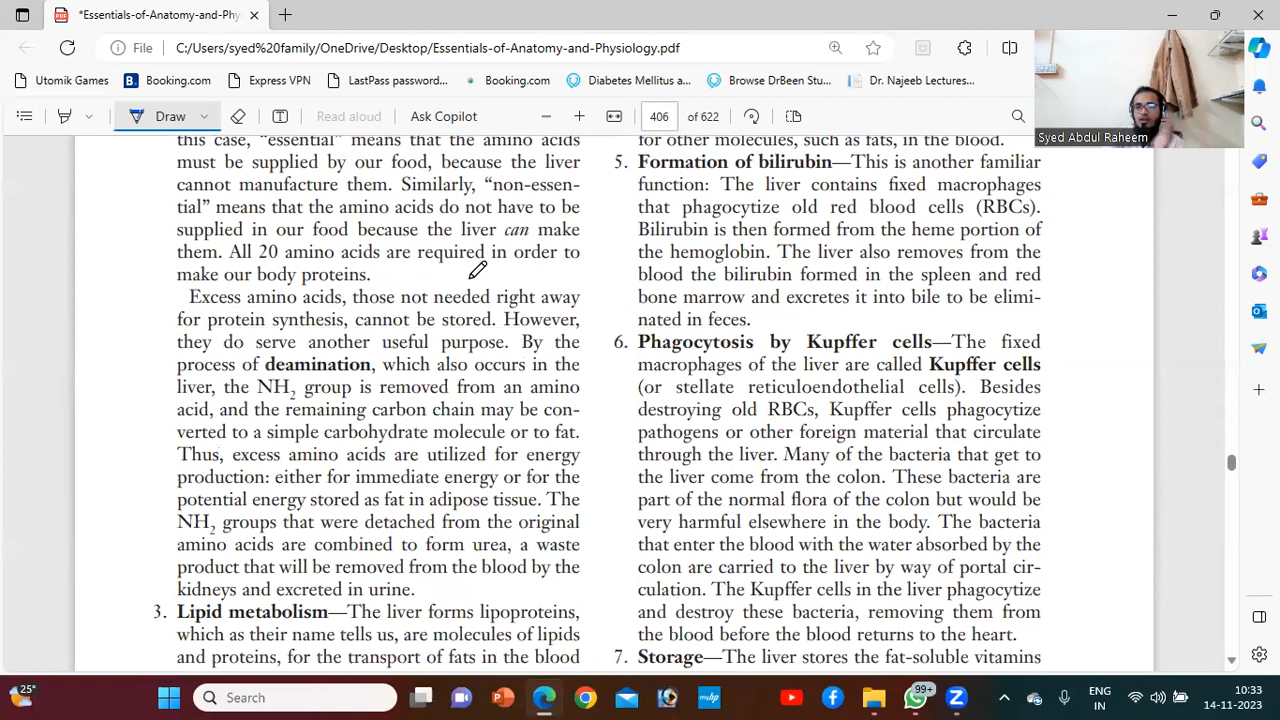 *Essentials-of-Anatomy-and-Phy
File
C:/Users/syed%20family/OneDrive/Desktop/Essentials-of-Anatomy-and-Physiology.pdf
Utomik Games
Booking.com
Express VPN
LastPass password...
Booking.com
Diabetes Mellitus a...
Browse DrBeen Stu...
Dr. Najeeb Lectures...
Draw
Read aloud
Ask Copilot
406 of 622
Syed Abdul Raheem
this case, “essential” means that the amino acids
must be supplied by our food, because the liver
cannot manufacture them. Similarly, “non-essen-
tial” means that the amino acids do not have to be
supplied in our food because the liver can make
them. All 20 amino acids are required in order to
make our body proteins.
Excess amino acids, those not needed right away
for protein synthesis, cannot be stored. However,
they do serve another useful purpose. By the
process of deamination, which also occurs in the
liver, the NH2 group is removed from an amino
acid, and the remaining carbon chain may be con-
verted to a simple carbohydrate molecule or to fat.
Thus, excess amino acids are utilized for energy
production: either for immediate energy or for the
potential energy stored as fat in adipose tissue. The
NH2 groups that were detached from the original
amino acids are combined to form urea, a waste
product that will be removed from the blood by the
kidneys and excreted in urine.
3. Lipid metabolism—The liver forms lipoproteins,
which as their name tells us, are molecules of lipids
and proteins, for the transport of fats in the blood
for other molecules, such as fats, in the blood.
5. Formation of bilirubin—This is another familiar
function: The liver contains fixed macrophages
that phagocytize old red blood cells (RBCs).
Bilirubin is then formed from the heme portion of
the hemoglobin. The liver also removes from the
blood the bilirubin formed in the spleen and red
bone marrow and excretes it into bile to be elimi-
nated in feces.
6. Phagocytosis by Kupffer cells—The fixed
macrophages of the liver are called Kupffer cells
(or stellate reticuloendothelial cells). Besides
destroying old RBCs, Kupffer cells phagocytize
pathogens or other foreign material that circulate
through the liver. Many of the bacteria that get to
the liver come from the colon. These bacteria are
part of the normal flora of the colon but would be
very harmful elsewhere in the body. The bacteria
that enter the blood with the water absorbed by the
colon are carried to the liver by way of portal cir-
culation. The Kupffer cells in the liver phagocytize
and destroy these bacteria, removing them from
the blood before the blood returns to the heart.
7. Storage—The liver stores the fat-soluble vitamins
25°
Search
99+
ENG
IN
10:33
14-11-2023